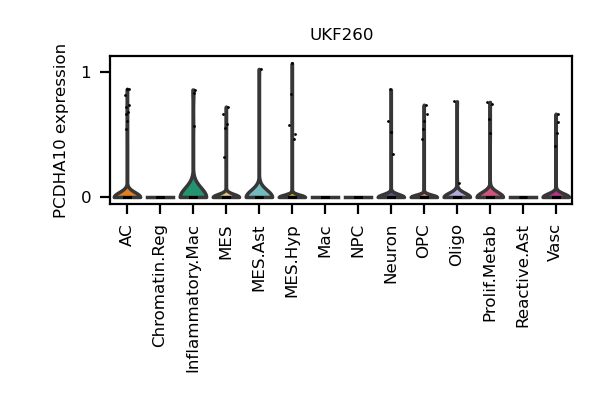 UKF260
PCDHA10 expression
1
0
AC
Chromatin.Reg
Inflammatory.Mac
MES
MES.Ast
MES.Hyp
Mac
NPC
Neuron
OPC
Oligo
Prolif.Metab
Reactive.Ast
Vasc